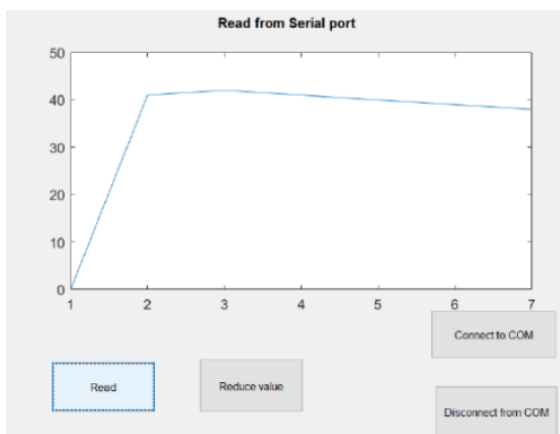 Read from Serial port
50
40
30
20
10
0
1 2 3 4 5 6 7
Connect to COM
Read
Reduce value
Disconnect from COM